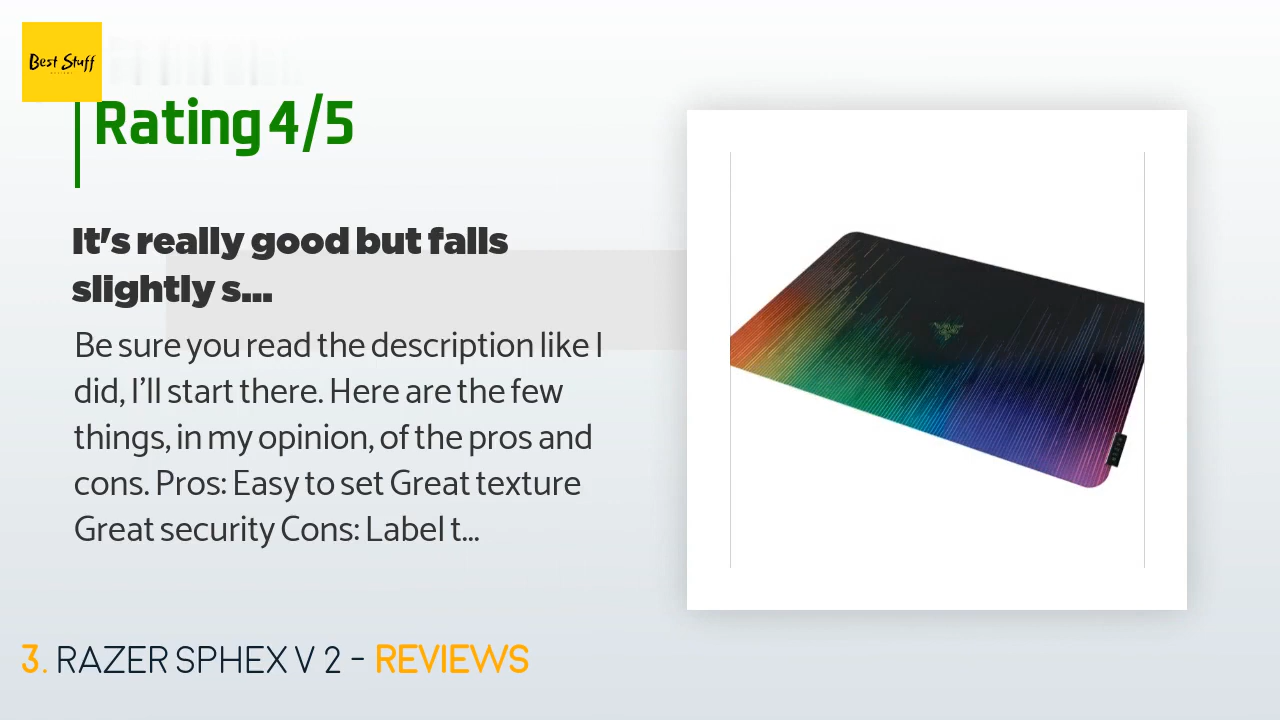 Best Stuff
Rating 4/5
It's really good but falls
slightly s...
Be sure you read the description like I
did, I'll start there. Here are the few
things, in my opinion, of the pros and
cons. Pros: Easy to set Great texture
Great security Cons: Label t...
3. RAZER SPHEX V 2 - REVIEWS